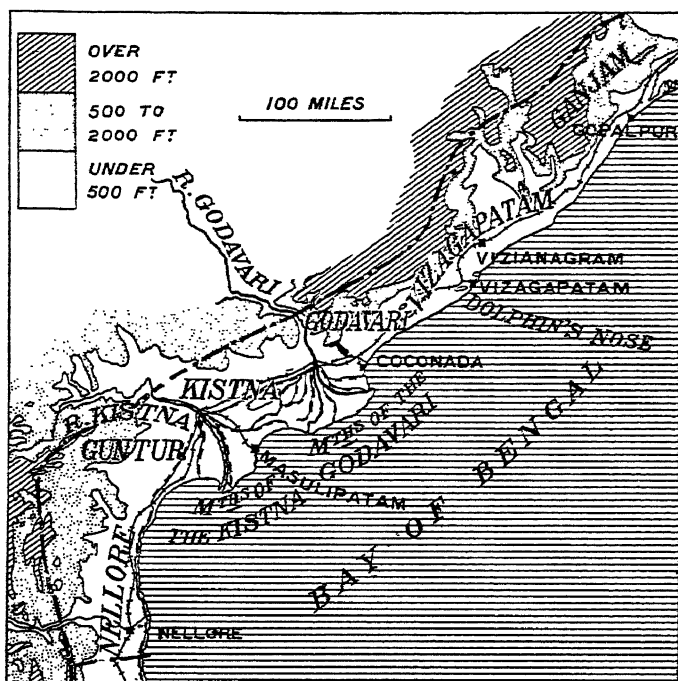 OVER
2000 FT
500 TO
2000 FT
UNDER
500 FT
100 MILES
GANJAM
GOPALPUR
R. GODAVARI
VIZAGAPATAM
VIZIANAGRAM
VIZAGAPATAM
DOLPHIN'S NOSE
GODAVARI
COCONADA
KISTNA
R. KISTNA
GUNTUR
MTHS OF THE
GODAVARI
MASULIPATAM
MTHS OF
THE KISTNA
BAY OF BENGAL
NELLORE
NELLORE